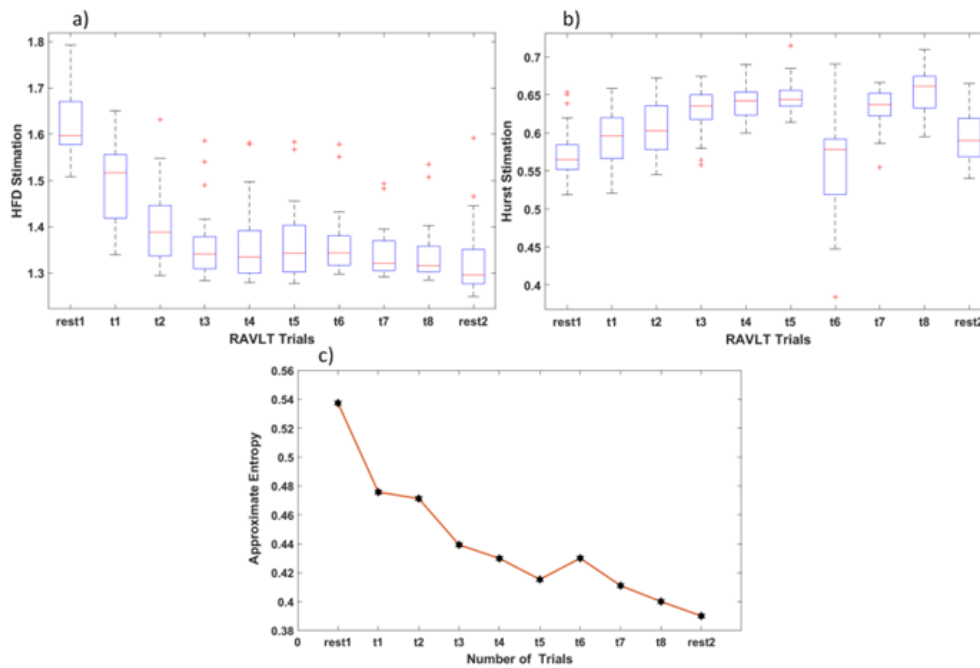 a)
1.8
1.7
1.6
1.5
1.4
1.3
HFD Stimation
rest1 t1 t2 t3 t4 t5 t6 t7 t8 rest2
RAVLT Trials
b)
0.7
0.65
0.6
0.55
0.5
0.45
0.4
Hurst Stimation
rest1 t1 t2 t3 t4 t5 t6 t7 t8 rest2
RAVLT Trials
c)
0.56
0.54
0.52
0.5
0.48
0.46
0.44
0.42
0.4
0.38
Approximate Entropy
0 rest1 t1 t2 t3 t4 t5 t6 t7 t8 rest2
Number of Trials